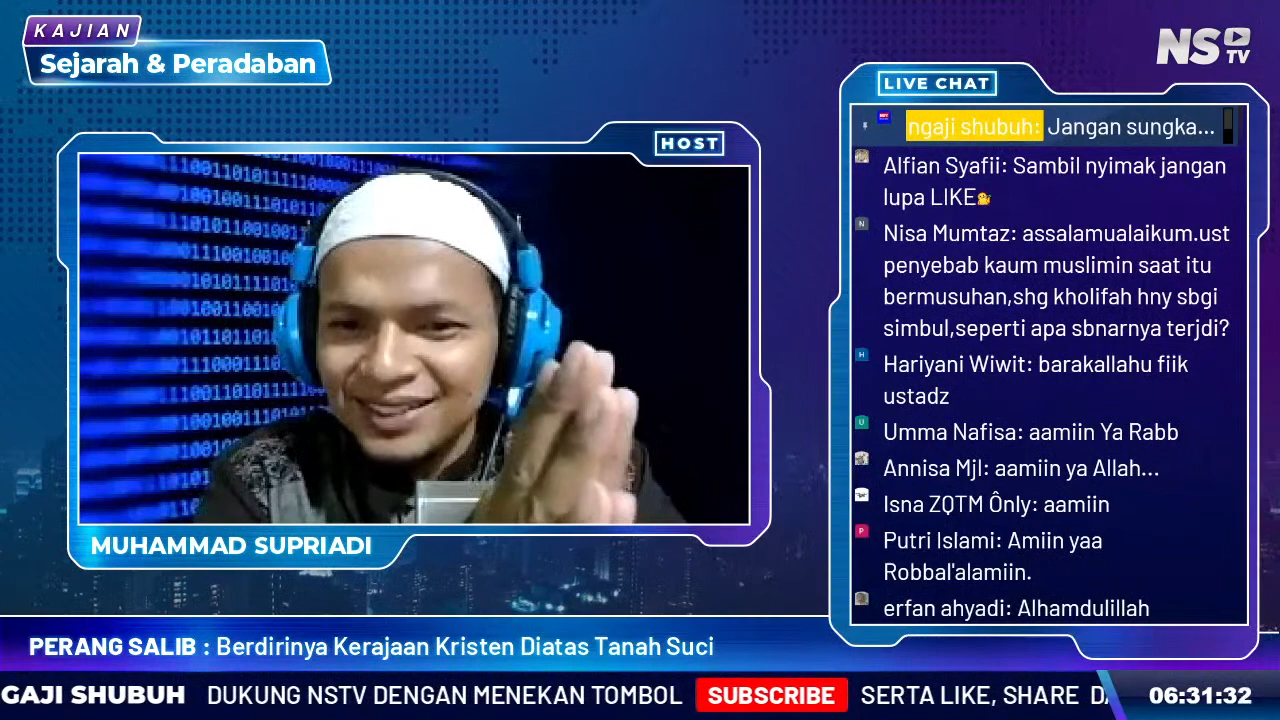 KAJIAN
Sejarah & Peradaban
NS TV
HOST
MUHAMMAD SUPRIADI
LIVE CHAT
ngaji shubuh: Jangan sungka...
Alfian Syafii: Sambil nyimak jangan
lupa LIKE
N
Nisa Mumtaz: assalamualaikum.ust
penyebab kaum muslimin saat itu
bermusuhan,shg kholifah hny sbgi
simbul,seperti apa sbnarnya terjdi?
H
Hariyani Wiwit: barakallahu fiik
ustadz
U
Umma Nafisa: aamiin Ya Rabb
Annisa Mjl: aamiin ya Allah...
Isna ZQTM Ônly: aamiin
P
Putri Islami: Amiin yaa
Robbal'alamiin.
erfan ahyadi: Alhamdulillah
PERANG SALIB : Berdirinya Kerajaan Kristen Diatas Tanah Suci
GAJI SHUBUH DUKUNG NSTV DENGAN MENEKAN TOMBOL SUBSCRIBE SERTA LIKE, SHARE
06:31:32